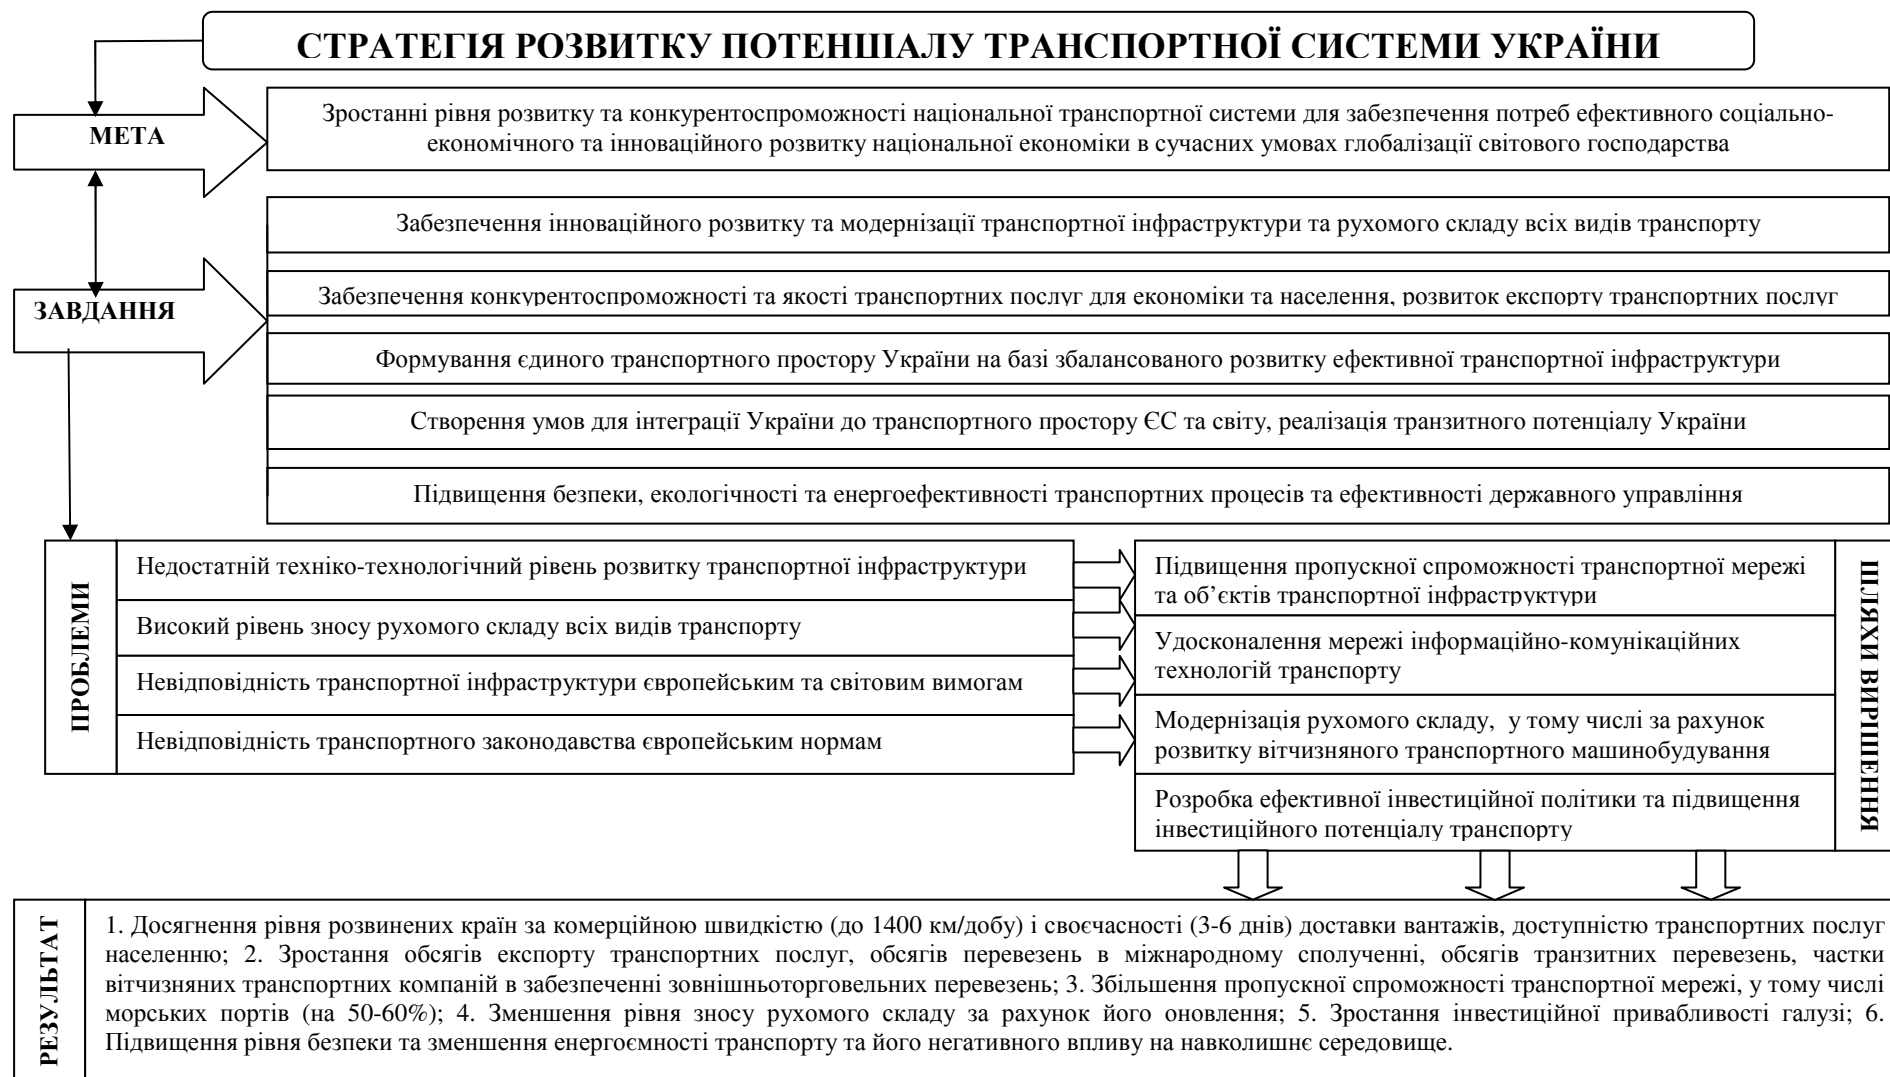 СТРАТЕГІЯ РОЗВИТКУ ПОТЕНЦІАЛУ ТРАНСПОРТНОЇ СИСТЕМИ УКРАЇНИ
МЕТА
Зростанні рівня розвитку та конкурентоспроможності національної транспортної системи для забезпечення потреб ефективного соціально-
економічного та інноваційного розвитку національної економіки в сучасних умовах глобалізації світового господарства
ЗАВДАННЯ
Забезпечення інноваційного розвитку та модернізації транспортної інфраструктури та рухомого складу всіх видів транспорту
Забезпечення конкурентоспроможності та якості транспортних послуг для економіки та населення, розвиток експорту транспортних послуг
Формування єдиного транспортного простору України на базі збалансованого розвитку ефективної транспортної інфраструктури
Створення умов для інтеграції України до транспортного простору ЄС та світу, реалізація транзитного потенціалу України
Підвищення безпеки, екологічності та енергоефективності транспортних процесів та ефективності державного управління
ПРОБЛЕМИ
Недостатній техніко-технологічний рівень розвитку транспортної інфраструктури
Високий рівень зносу рухомого складу всіх видів транспорту
Невідповідність транспортної інфраструктури європейським та світовим вимогам
Невідповідність транспортного законодавства європейським нормам
Підвищення пропускної спроможності транспортної мережі
та об’єктів транспортної інфраструктури
Удосконалення мережі інформаційно-комунікаційних
технологій транспорту
Модернізація рухомого складу, у тому числі за рахунок
розвитку вітчизняного транспортного машинобудування
Розробка ефективної інвестиційної політики та підвищення
інвестиційного потенціалу транспорту
ШЛЯХИ ВИРІШЕННЯ
РЕЗУЛЬТАТ
1. Досягнення рівня розвинених країн за комерційною швидкістю (до 1400 км/добу) і своєчасності (3-6 днів) доставки вантажів, доступністю транспортних послуг
населенню; 2. Зростання обсягів експорту транспортних послуг, обсягів перевезень в міжнародному сполученні, обсягів транзитних перевезень, частки
вітчизняних транспортних компаній в забезпеченні зовнішньоторговельних перевезень; 3. Збільшення пропускної спроможності транспортної мережі, у тому числі
морських портів (на 50-60%); 4. Зменшення рівня зносу рухомого складу за рахунок його оновлення; 5. Зростання інвестиційної привабливості галузі; 6.
Підвищення рівня безпеки та зменшення енергоємності транспорту та його негативного впливу на навколишнє середовище.